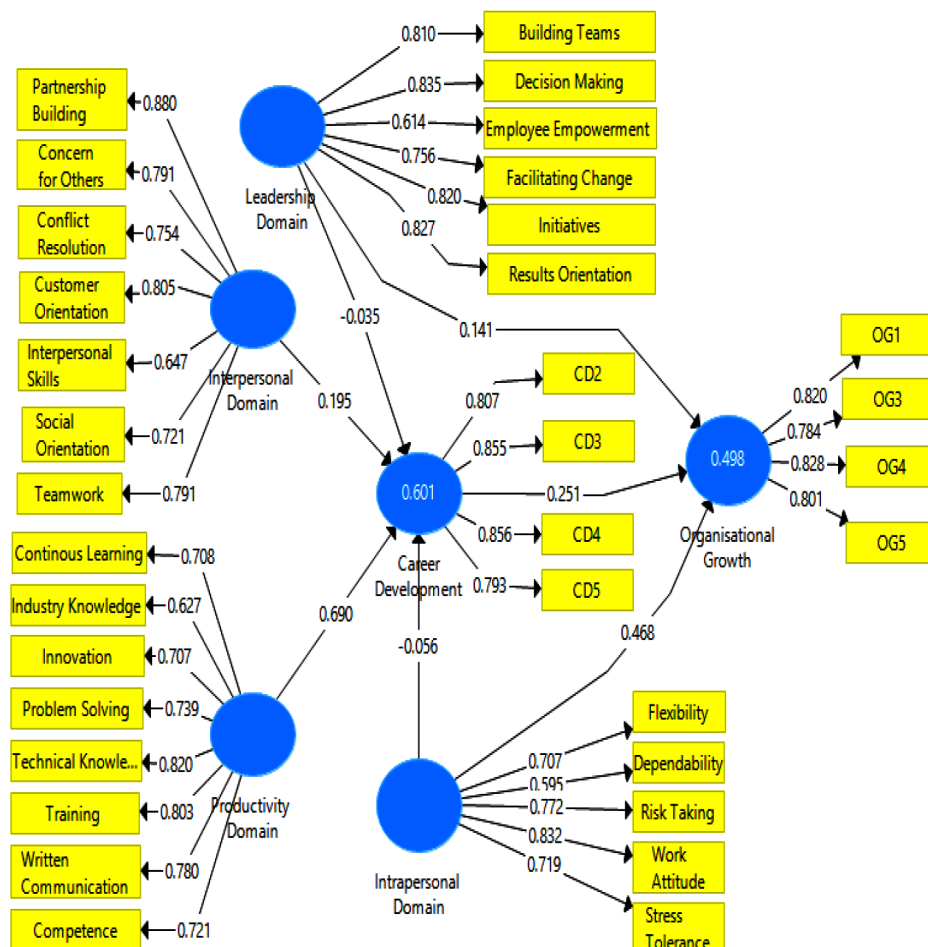 Partnership
Building
Concern
for Others
Conflict
Resolution
Customer
Orientation
Interpersonal
Skills
Social
Orientation
Teamwork
0.880
0.791
0.754
0.805
0.647
0.721
0.791
Interpersonal
Domain
Continous Learning
Industry Knowledge
Innovation
Problem Solving
Technical Knowle...
Training
Written
Communication
Competence
0.708
0.627
0.707
0.739
0.820
0.803
0.780
0.721
Productivity
Domain
Leadership
Domain
0.810
0.835
0.614
0.756
0.820
0.827
Building Teams
Decision Making
Employee Empowerment
Facilitating Change
Initiatives
Results Orientation
-0.035
0.141
0.195
0.690
-0.056
0.251
0.468
0.601
Career
Development
0.807
0.855
0.856
0.793
CD2
CD3
CD4
CD5
0.498
Organisational
Growth
0.820
0.784
0.828
0.801
OG1
OG3
OG4
OG5
Intrapersonal
Domain
0.707
0.595
0.772
0.832
0.719
Flexibility
Dependability
Risk Taking
Work
Attitude
Stress
Tolerance